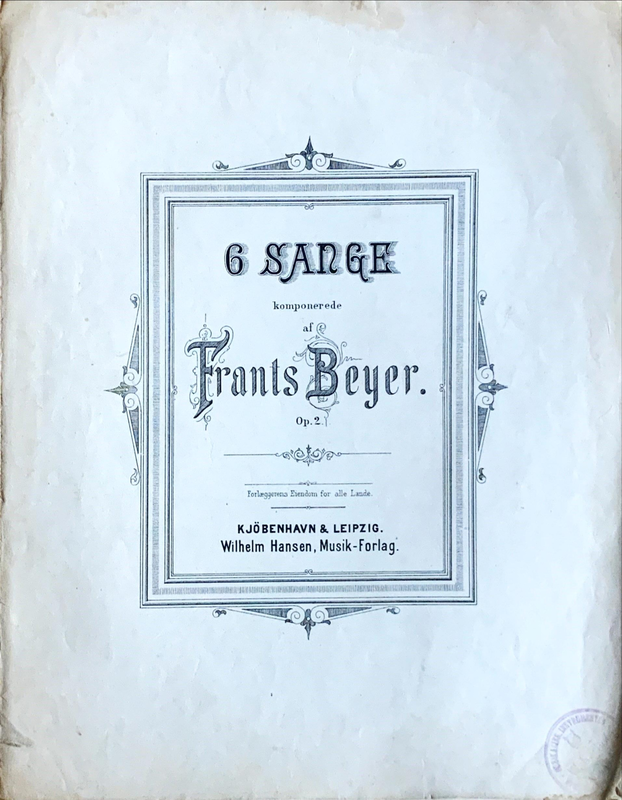 6 SANGE
komponerede
af
Frants Beyer.
Op. 2.
Forlæggerens Eiendom for alle Lande.
KJÖBENHAVN & LEIPZIG.
Wilhelm Hansen, Musik-Forlag.